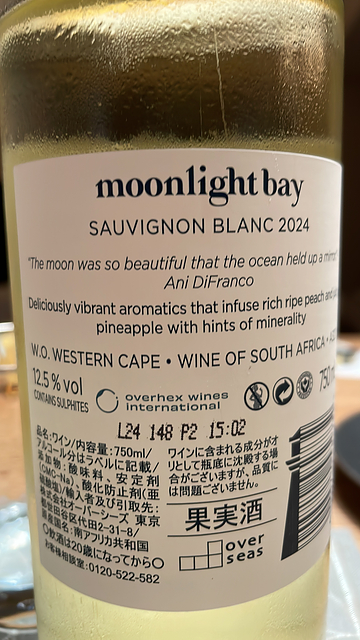 moonlight bay
SAUVIGNON BLANC 2024
"The moon was so beautiful that the ocean held up a
Ani DiFranco
Deliciously vibrant aromatics that infuse rich ripe peach and
pineapple with hints of minerality
W.O. WESTERN CAPE • WINE OF SOUTH AFRICA •
12.5 % vol
CONTAINS SULPHITES
overhex wines
international
L24 148 P2 15:02
品名:ワイン/内容量:750ml/
アルコール分はラベルに記載/
添加物:酸味料、安定剤
(CMC-Na)、酸化防止剤(亜
硫酸塩)/輸入者及び引取先:
株式会社オーバーシーズ 東京
都世田谷区代田2-31-8/
原産国名:南アフリカ共和国
〇飲酒は20歳になってから〇
お客様相談室:0120-522-582
ワインに含まれる成分がオ
リとして瓶底に沈殿する場
合がございますが、品質に
は問題ございません。
果実酒
over
seas